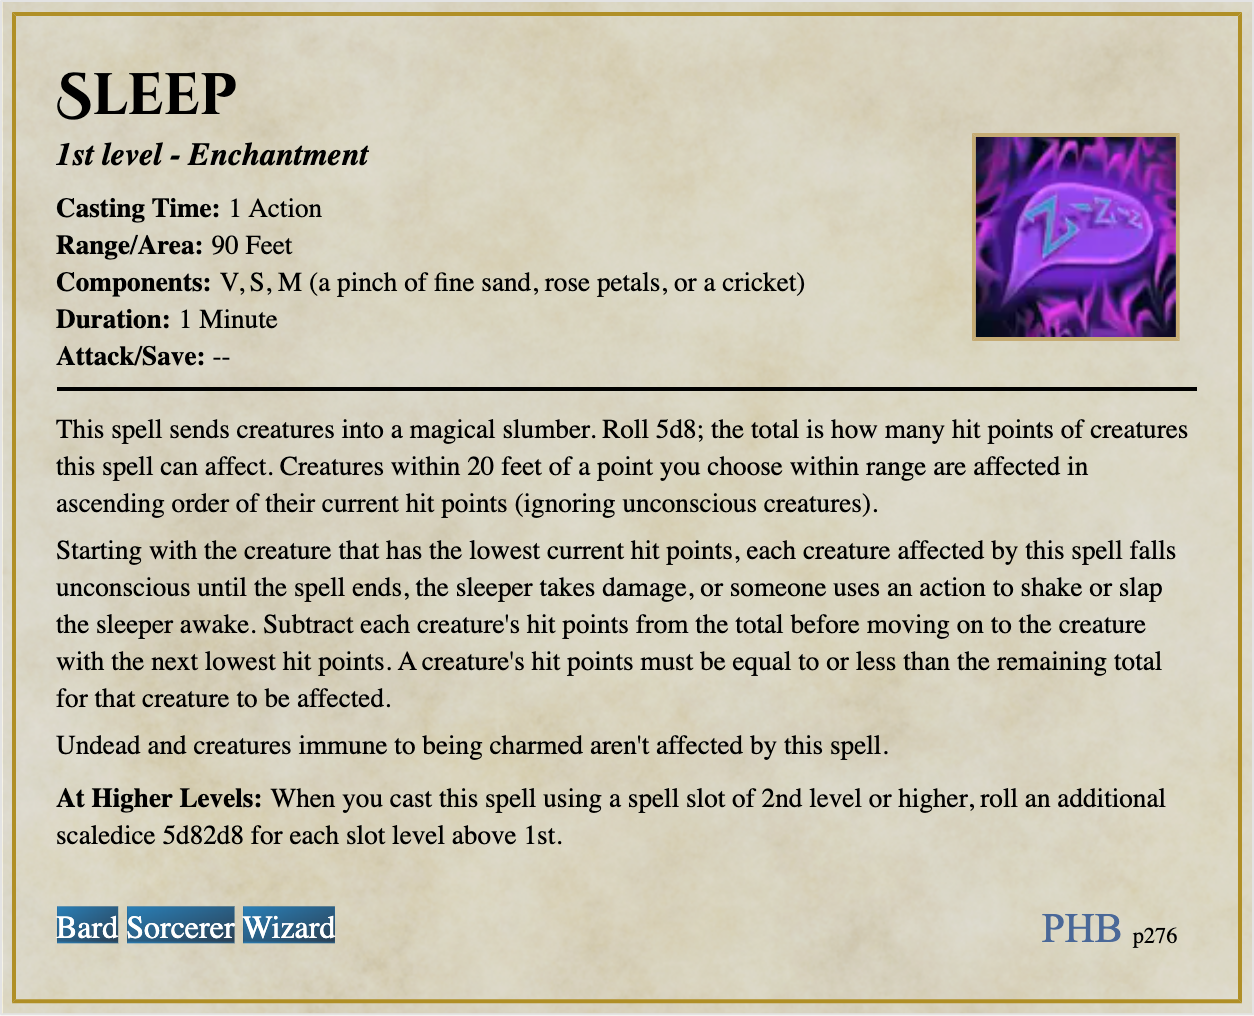 Sleep
1st level - Enchantment
Casting Time: 1 Action
Range/Area: 90 Feet
Components: V, S, M (a pinch of fine sand, rose petals, or a cricket)
Duration: 1 Minute
Attack/Save: --
Z-Z-Z
This spell sends creatures into a magical slumber. Roll 5d8; the total is how many hit points of creatures
this spell can affect. Creatures within 20 feet of a point you choose within range are affected in
ascending order of their current hit points (ignoring unconscious creatures).
Starting with the creature that has the lowest current hit points, each creature affected by this spell falls
unconscious until the spell ends, the sleeper takes damage, or someone uses an action to shake or slap
the sleeper awake. Subtract each creature's hit points from the total before moving on to the creature
with the next lowest hit points. A creature's hit points must be equal to or less than the remaining total
for that creature to be affected.
Undead and creatures immune to being charmed aren't affected by this spell.
At Higher Levels: When you cast this spell using a spell slot of 2nd level or higher, roll an additional
scaledice 5d82d8 for each slot level above 1st.
Bard Sorcerer Wizard
PHB p276